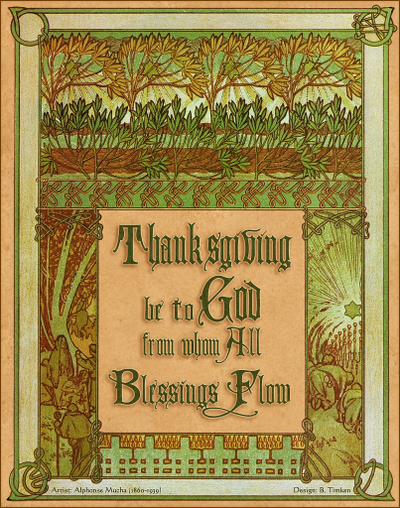 Thanksgiving
be to God
from whom All
Blessings Flow
Artist: Alphonse Mucha (1860-1939)
Design: B. Timken